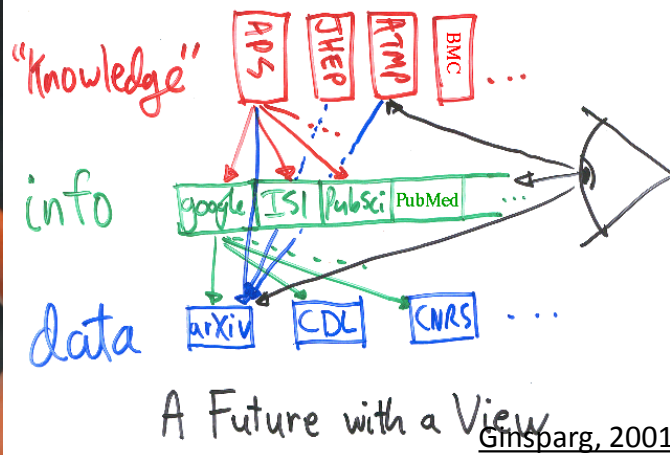 "Knowledge" APS JHEP ATMP BMC ...
info google ISI PubSci PubMed ...
data arXiv CDL CNRS ...
A Future with a View
Ginsparg, 2001